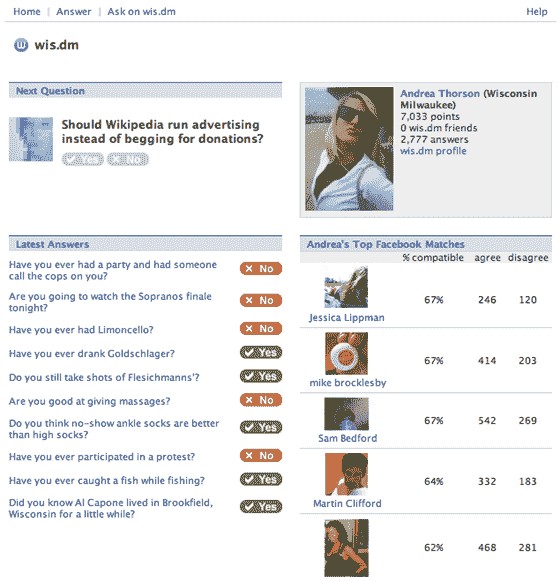 Home | Answer | Ask on wis.dm
Help
w wis.dm
Next Question
Should Wikipedia run advertising
instead of begging for donations?
Yes No
Andrea Thorson (Wisconsin
Milwaukee)
7,033 points
0 wis.dm friends
2,777 answers
wis.dm profile
Latest Answers
Have you ever had a party and had someone
call the cops on you?
No
Are you going to watch the Sopranos finale
tonight?
No
Have you ever had Limoncello?
No
Have you ever drank Goldschlager?
Yes
Do you still take shots of Flesichmanns'?
Yes
Are you good at giving massages?
No
Do you think no-show ankle socks are better
than high socks?
Yes
Have you ever participated in a protest?
No
Have you ever caught a fish while fishing?
Yes
Did you know Al Capone lived in Brookfield,
Wisconsin for a little while?
Yes
Andrea's Top Facebook Matches
% compatible agree disagree
67% 246 120
Jessica Lippman
67% 414 203
mike brocklesby
67% 542 269
Sam Bedford
64% 332 183
Martin Clifford
62% 468 281